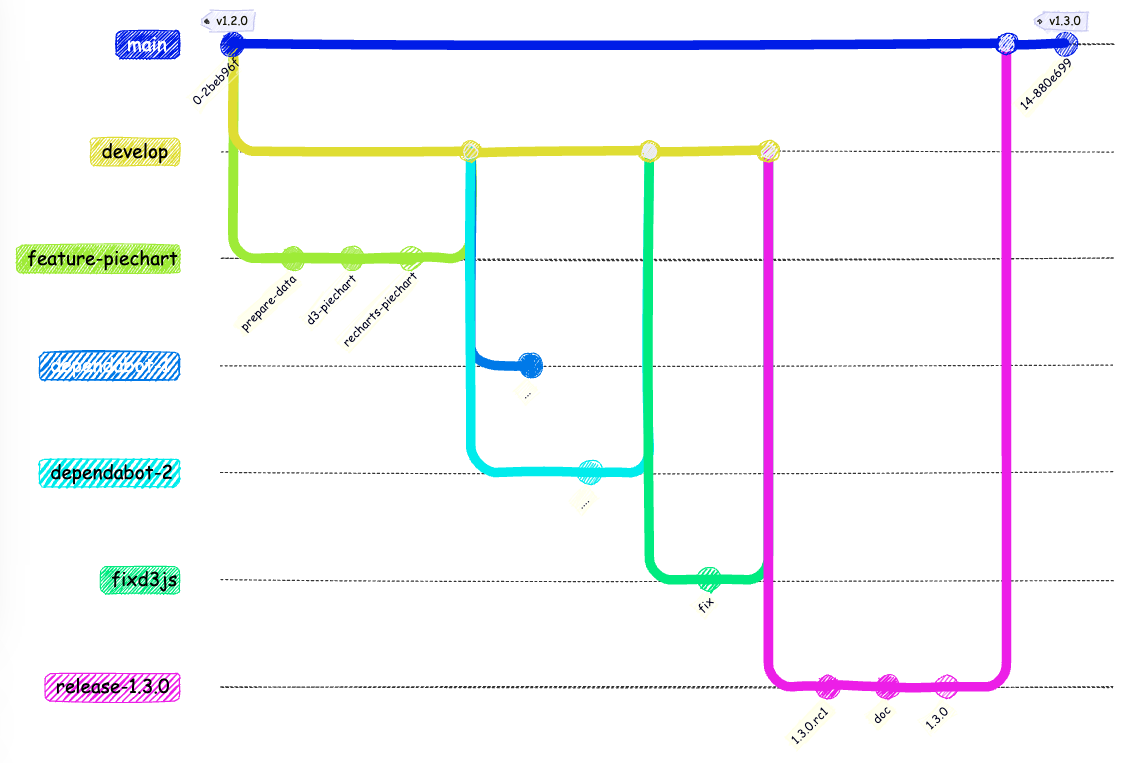 v1.2.0
v1.3.0
main
0-2beb96f
14-880e699
develop
feature-piechart
prepare-data
d3-piechart
recharts-piechart
dependabot-1
...
dependabot-2
....
fixd3js
fix
release-1.3.0
1.3.0.rc1
doc
1.3.0